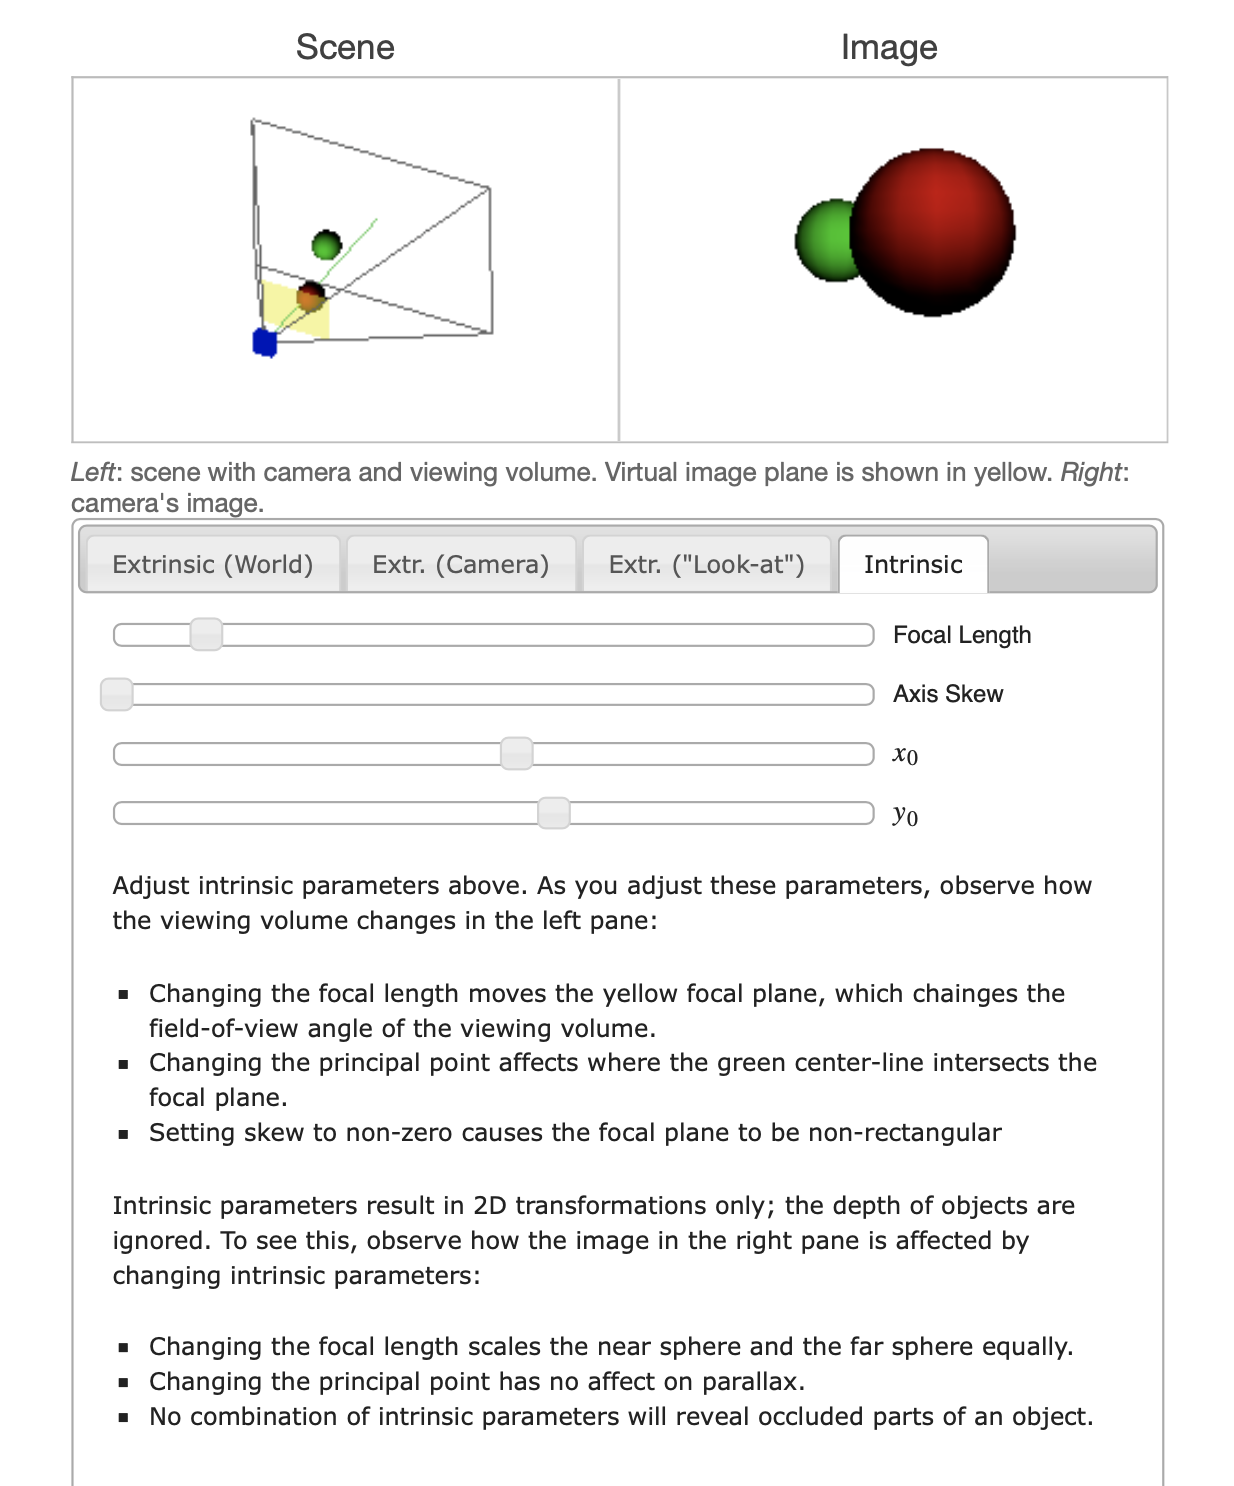 Scene
Image
Left: scene with camera and viewing volume. Virtual image plane is shown in yellow. Right:
camera's image.
Extrinsic (World)
Extr. (Camera)
Extr. ("Look-at")
Intrinsic
Focal Length
Axis Skew
x0
y0
Adjust intrinsic parameters above. As you adjust these parameters, observe how
the viewing volume changes in the left pane:
▪ Changing the focal length moves the yellow focal plane, which chainges the
field-of-view angle of the viewing volume.
▪ Changing the principal point affects where the green center-line intersects the
focal plane.
▪ Setting skew to non-zero causes the focal plane to be non-rectangular
Intrinsic parameters result in 2D transformations only; the depth of objects are
ignored. To see this, observe how the image in the right pane is affected by
changing intrinsic parameters:
▪ Changing the focal length scales the near sphere and the far sphere equally.
▪ Changing the principal point has no affect on parallax.
▪ No combination of intrinsic parameters will reveal occluded parts of an object.